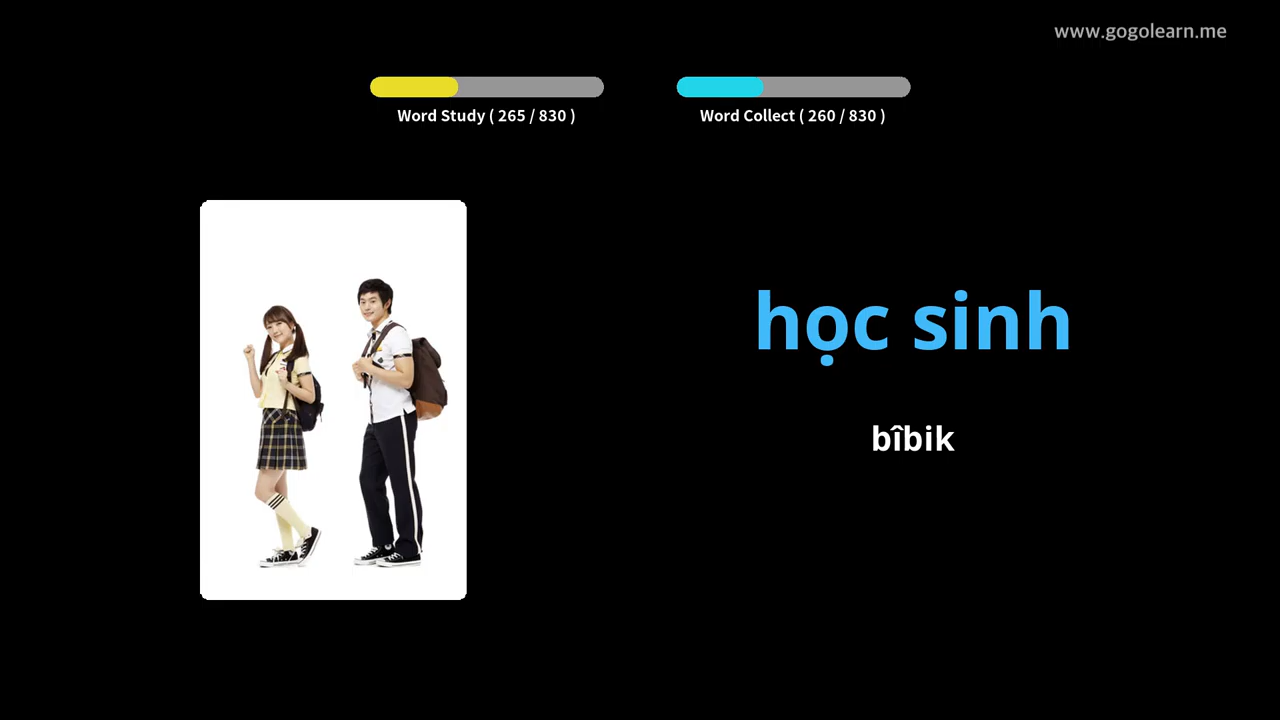 www.gogolearn.me
Word Study ( 265 / 830 )
Word Collect ( 260 / 830 )
học sinh
bîbik